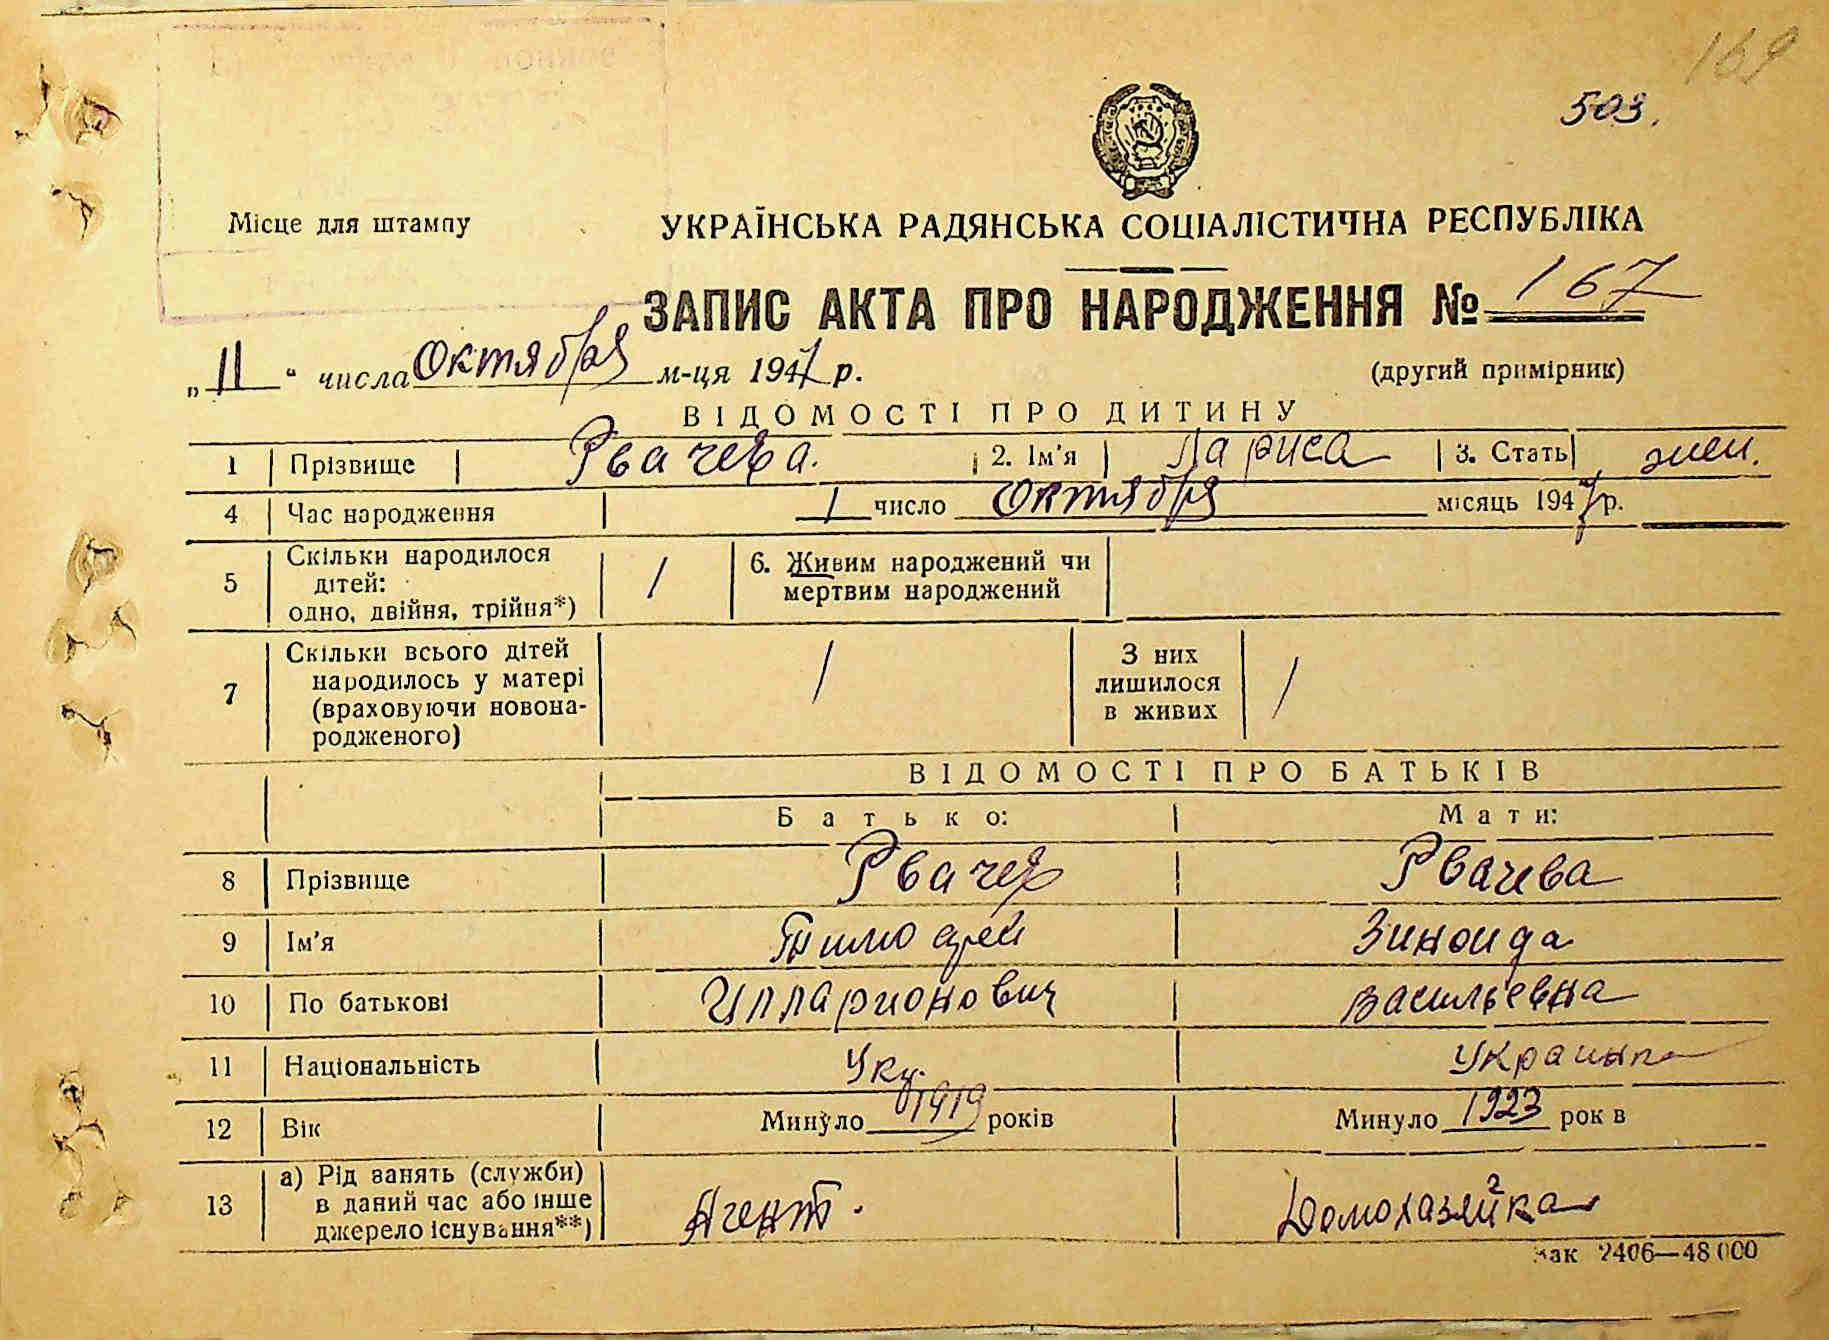 169
503.
Місце для штампу
УКРАЇНСЬКА РАДЯНСЬКА СОЦІАЛІСТИЧНА РЕСПУБЛІКА
ЗАПИС АКТА ПРО НАРОДЖЕННЯ № 167
„11“ числа Октября м-ця 1947 р.
(другий примірник)
ВІДОМОСТІ ПРО ДИТИНУ
1 Прізвище Рвачева. 2. Ім'я Лариса 3. Стать жен.
4 Час народження 1 число Октября місяць 1947 р.
5 Скільки народилося дітей: одно, двійня, трійня*) 1 6. Живим народжений чи мертвим народжений
7 Скільки всього дітей народилось у матері (враховуючи новонародженого) 1 З них лишилося в живих 1
ВІДОМОСТІ ПРО БАТЬКІВ
Батько: Мати:
8 Прізвище Рвачев Рвачева
9 Ім'я Тимофей Зиноида
10 По батькові Илларионович Васильевна
11 Національність Укр. Украинка
12 Вік Минуло 1919 років Минуло 1923 рок в
13 а) Рід занять (служби) в даний час або інше джерело існування**) Агент. Домохазяйка
Зак 2406—48 000